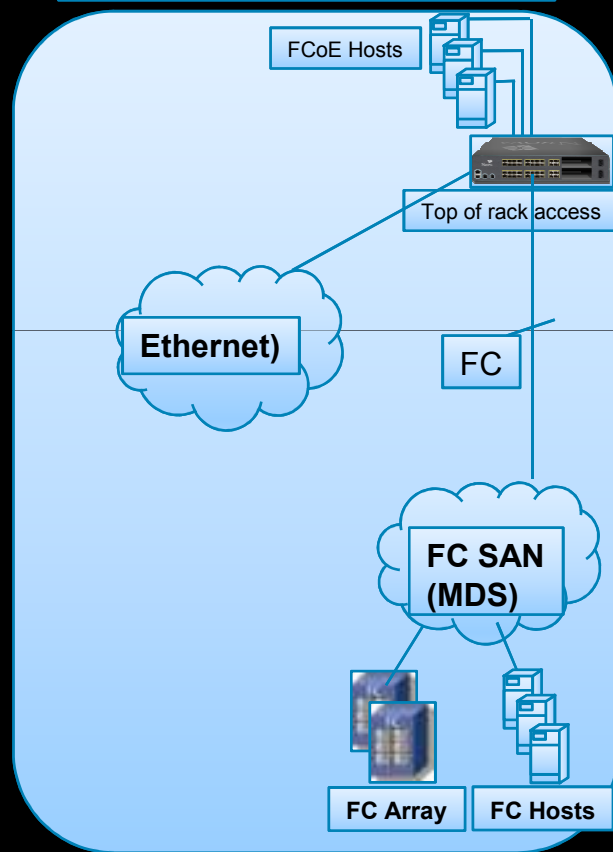 FCoE Hosts
Top of rack access
Ethernet)
FC
FC SAN
(MDS)
FC Array
FC Hosts